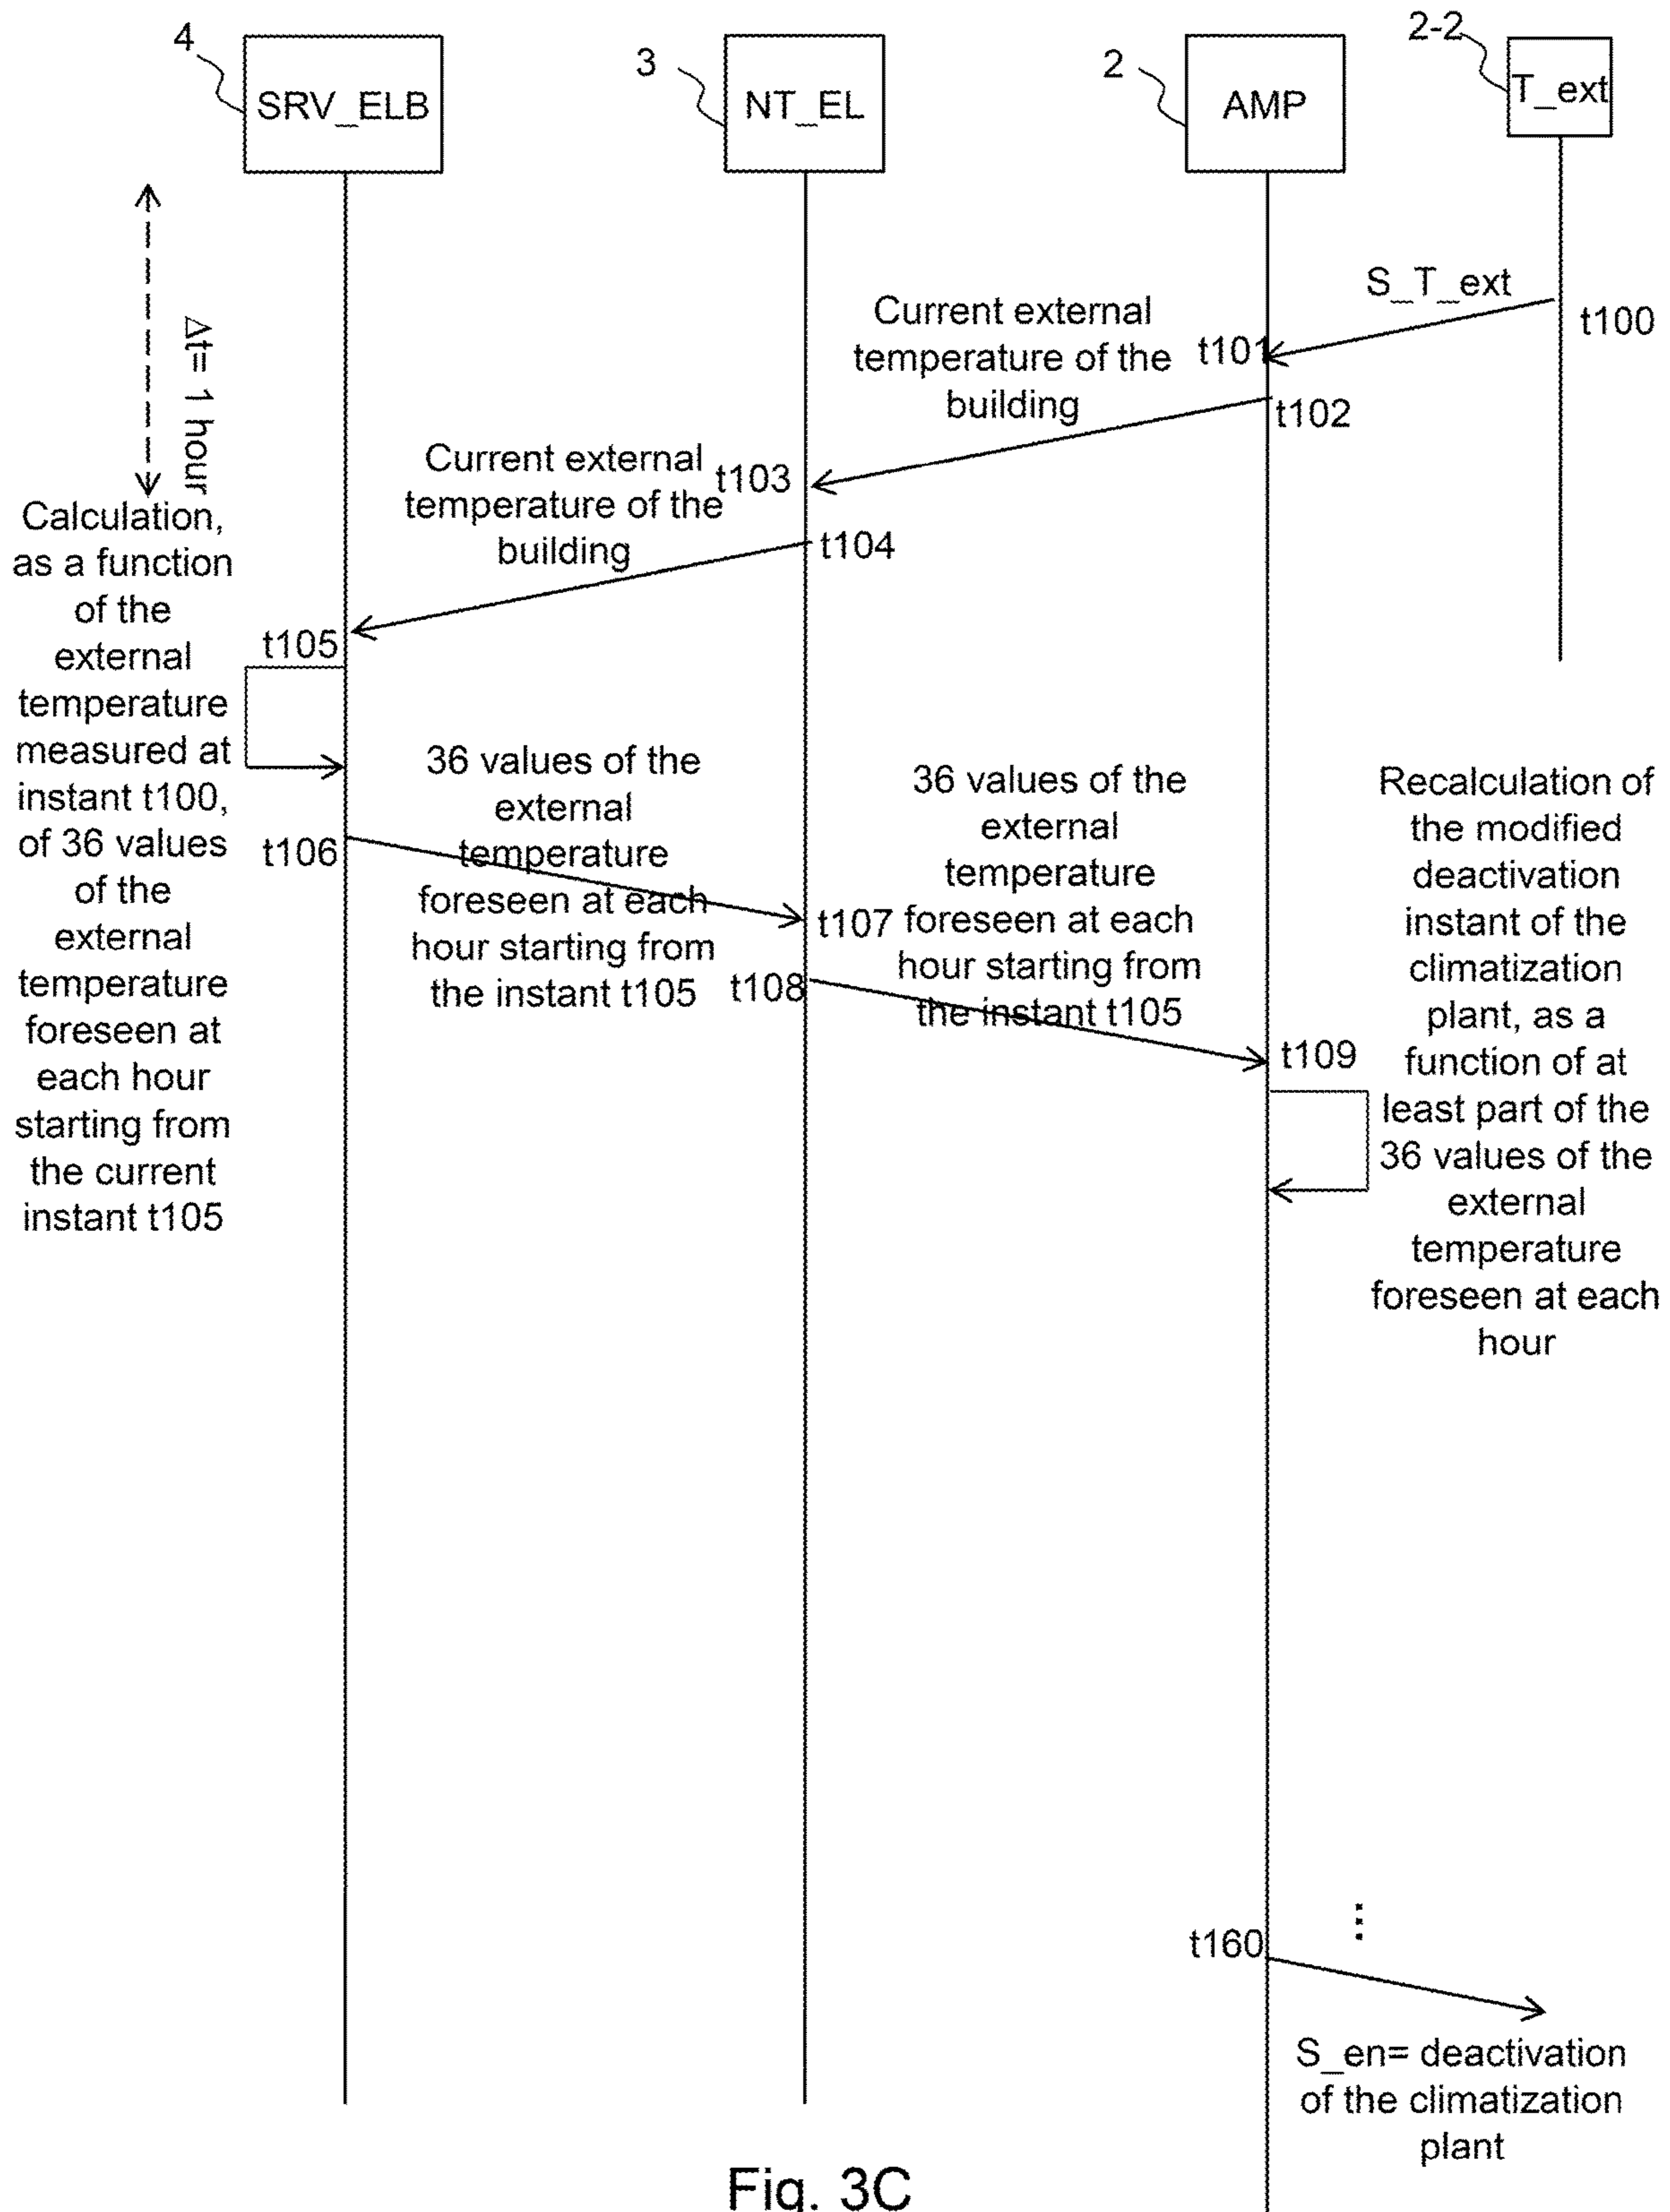 4
SRV_ELB
3
NT_EL
2
AMP
2-2
T_ext
Δt= 1 hour
S_T_ext
t100
t101
Current external
temperature of the
building
t102
t103
Current external
temperature of the
building
t104
t105
Calculation,
as a function
of the
external
temperature
measured at
instant t100,
of 36 values
of the
external
temperature
foreseen at
each hour
starting from
the current
instant t105
t106
36 values of the
external
temperature
foreseen at each
hour starting from
the instant t105
t107
t108
36 values of the
external
temperature
foreseen at each
hour starting from
the instant t105
t109
Recalculation of
the modified
deactivation
instant of the
climatization
plant, as a
function of at
least part of the
36 values of the
external
temperature
foreseen at each
hour
...
t160
S_en= deactivation
of the climatization
plant
Fig. 3C